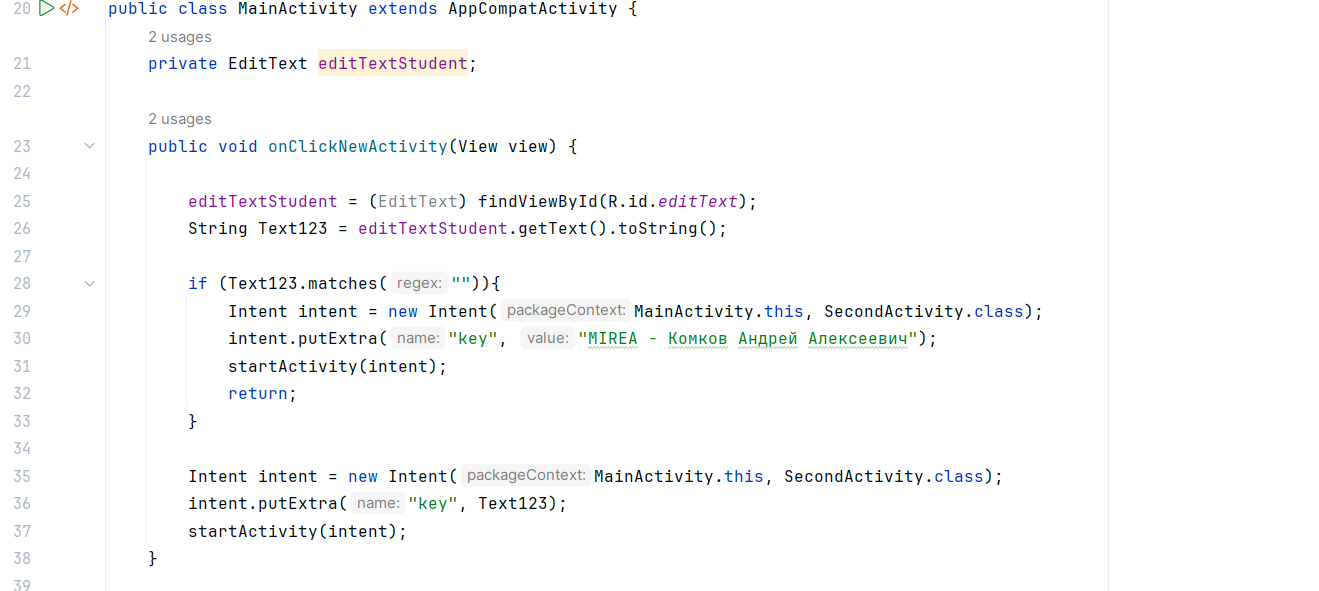 20 </> public class MainActivity extends AppCompatActivity {
2 usages
21 private EditText editTextStudent;
22
2 usages
23 public void onClickNewActivity(View view) {
24
25 editTextStudent = (EditText) findViewById(R.id.editText);
26 String Text123 = editTextStudent.getText().toString();
27
28 if (Text123.matches( regex: "")){
29 Intent intent = new Intent( packageContext: MainActivity.this, SecondActivity.class);
30 intent.putExtra( name: "key", value: "MIREA - Комков Андрей Алексеевич");
31 startActivity(intent);
32 return;
33 }
34
35 Intent intent = new Intent( packageContext: MainActivity.this, SecondActivity.class);
36 intent.putExtra( name: "key", Text123);
37 startActivity(intent);
38 }
39